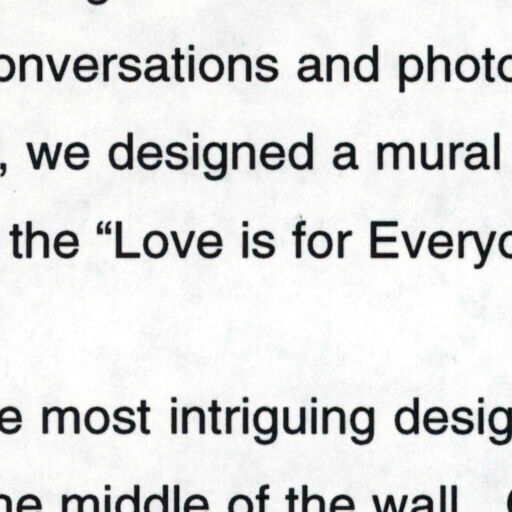 onversations and photo
, we designed a mural
the “Love is for Everyo
e most intriguing desig
he middle of the wall.